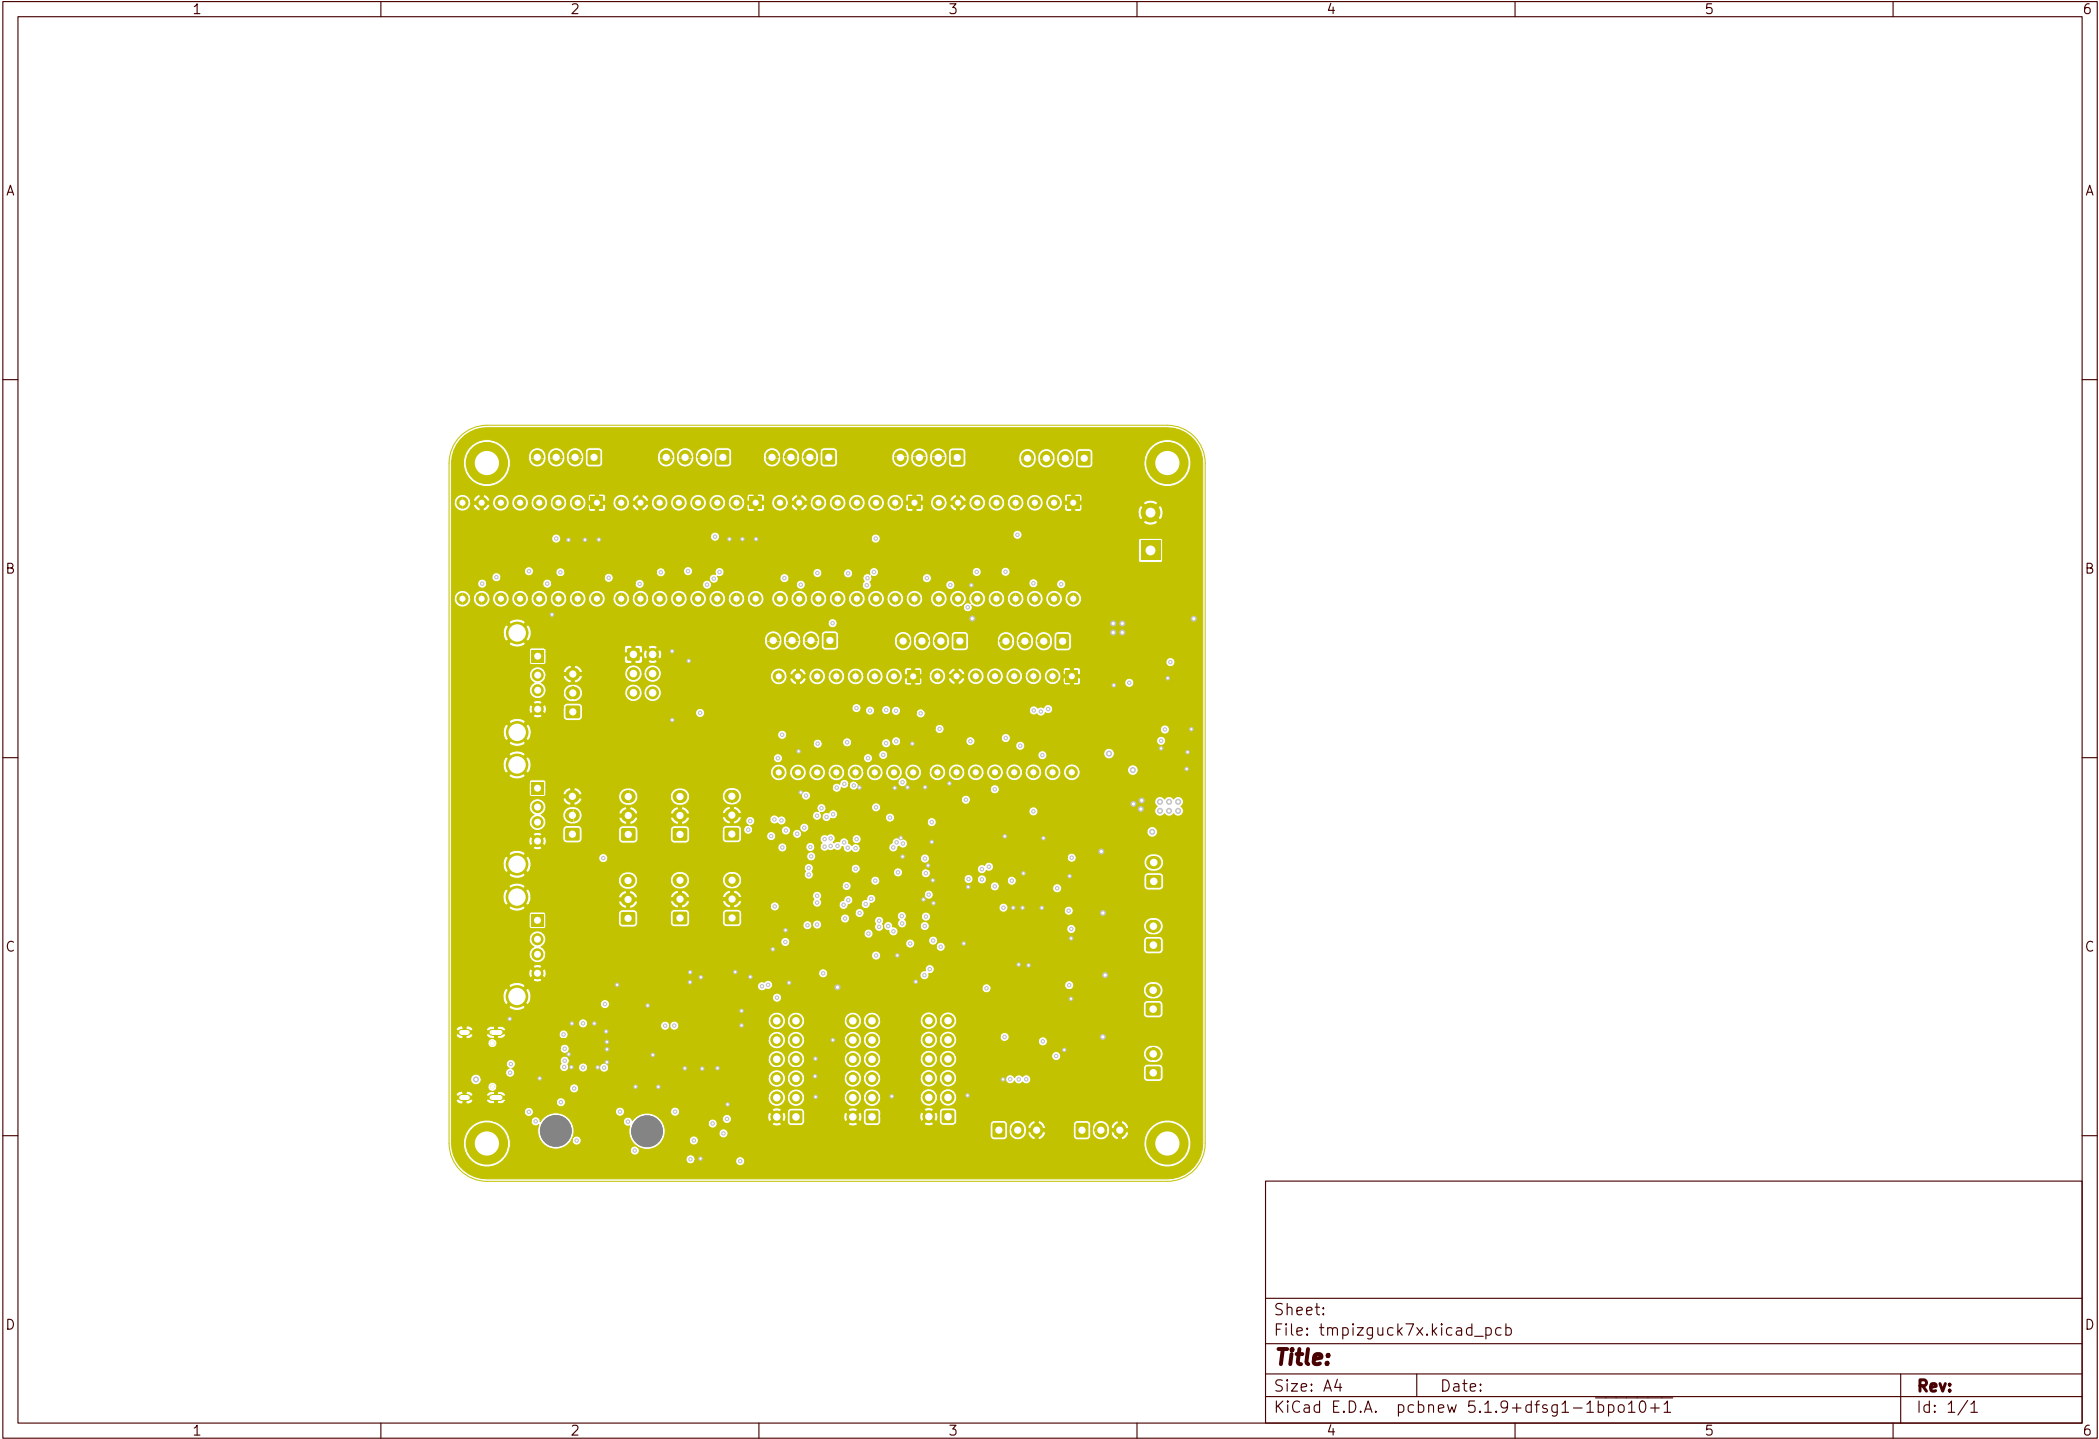 1 2 3 4 5 6
A A
B B
C C
D D
Sheet:
File: tmpizguck7x.kicad_pcb
Title:
Size: A4 Date: Rev:
KiCad E.D.A. pcbnew 5.1.9+dfsg1-1bpo10+1 Id: 1/1
1 2 3 4 5 6